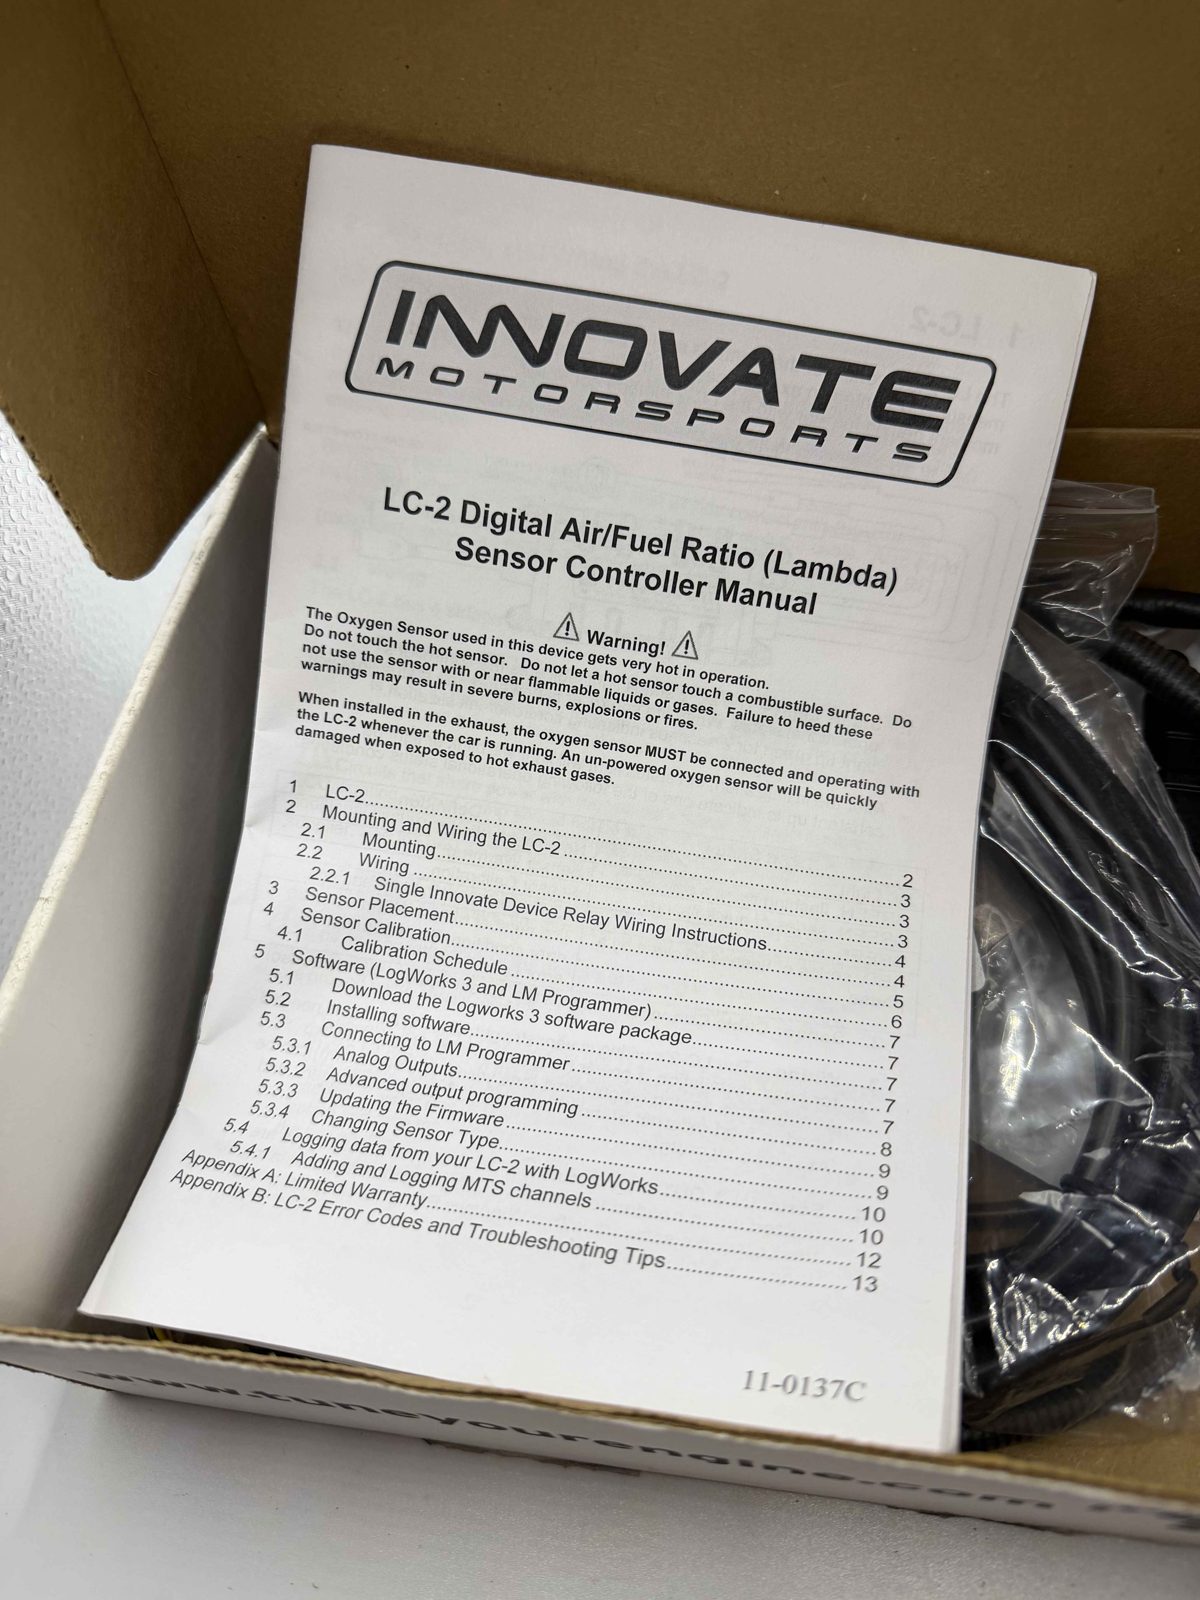 INNOVATE
MOTORSPORTS
LC-2 Digital Air/Fuel Ratio (Lambda)
Sensor Controller Manual
Warning!
The Oxygen Sensor used in this device gets very hot in operation.
Do not touch the hot sensor. Do not let a hot sensor touch a combustible surface. Do
not use the sensor with or near flammable liquids or gases. Failure to heed these
warnings may result in severe burns, explosions or fires.
When installed in the exhaust, the oxygen sensor MUST be connected and operating with
the LC-2 whenever the car is running. An un-powered oxygen sensor will be quickly
damaged when exposed to hot exhaust gases.
1 LC-2 ........ 2
2 Mounting and Wiring the LC-2 ........ 3
2.1 Mounting ........ 3
2.2 Wiring ........ 3
2.2.1 Single Innovate Device Relay Wiring Instructions ........ 4
3 Sensor Placement ........ 4
4 Sensor Calibration ........ 5
4.1 Calibration Schedule ........ 6
5 Software (LogWorks 3 and LM Programmer) ........ 7
5.1 Download the Logworks 3 software package ........ 7
5.2 Installing software ........ 7
5.3 Connecting to LM Programmer ........ 7
5.3.1 Analog Outputs ........ 7
5.3.2 Advanced output programming ........ 8
5.3.3 Updating the Firmware ........ 9
5.3.4 Changing Sensor Type ........ 9
5.4 Logging data from your LC-2 with LogWorks ........ 10
5.4.1 Adding and Logging MTS channels ........ 10
Appendix A: Limited Warranty ........ 12
Appendix B: LC-2 Error Codes and Troubleshooting Tips ........ 13
11-0137C
www.tuneyourengine.com